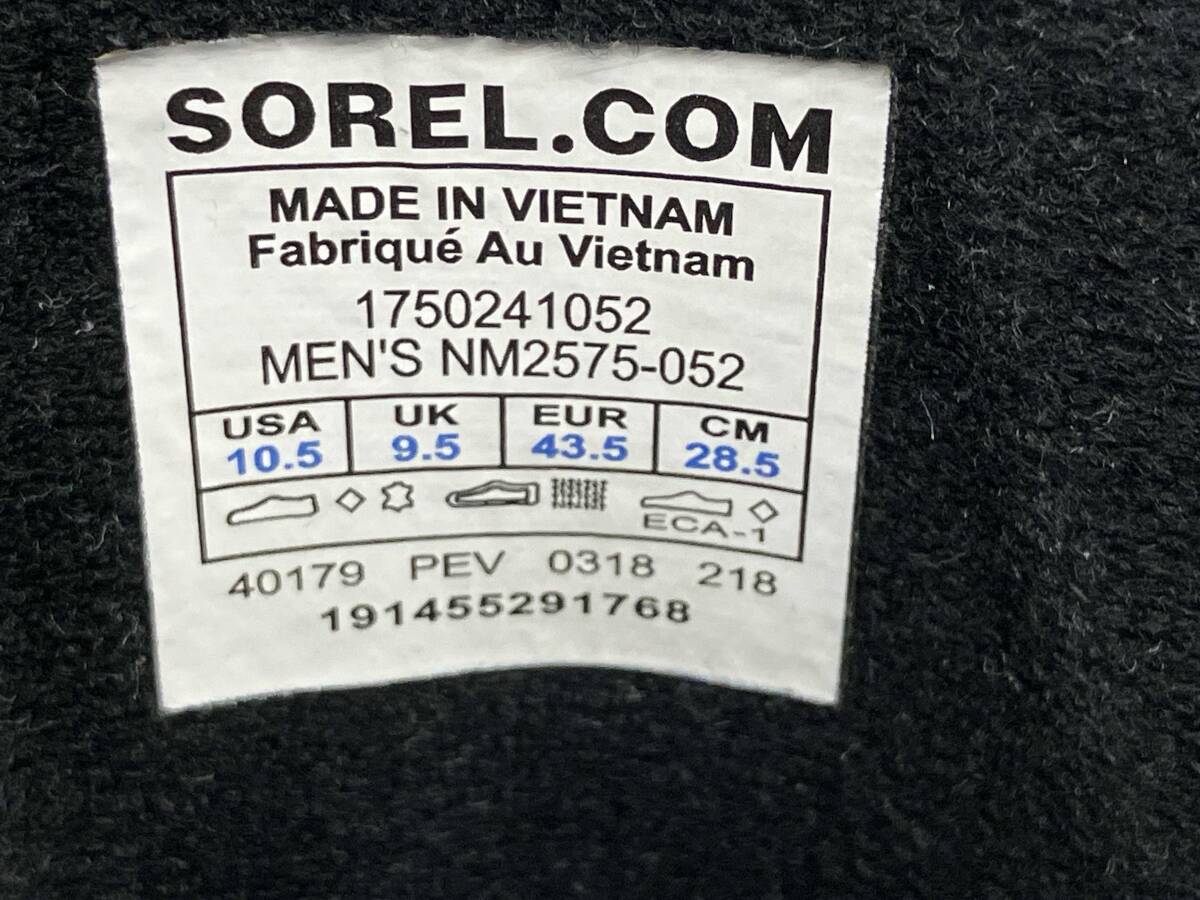 SOREL.COM
MADE IN VIETNAM
Fabriqué Au Vietnam
1750241052
MEN'S NM2575-052
USA UK EUR CM
10.5 9.5 43.5 28.5
ECA-1
40179 PEV 0318 218
191455291768